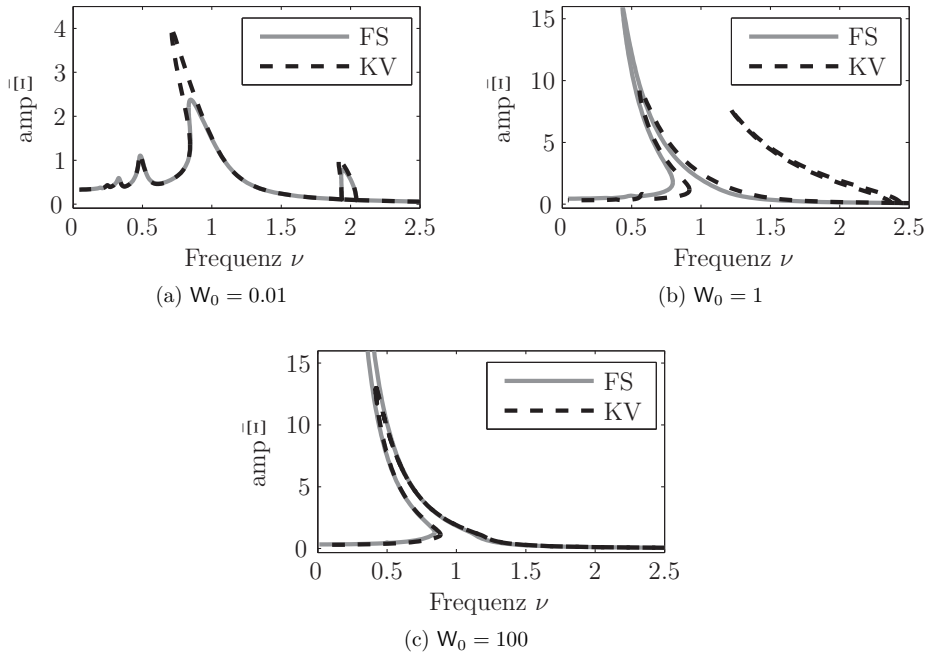 4
3
2
1
0
amp Ξ̄
FS
KV
0 0.5 1 1.5 2 2.5
Frequenz ν
(a) W₀ = 0.01
15
10
5
0
amp Ξ̄
FS
KV
0 0.5 1 1.5 2 2.5
Frequenz ν
(b) W₀ = 1
15
10
5
0
amp Ξ̄
FS
KV
0 0.5 1 1.5 2 2.5
Frequenz ν
(c) W₀ = 100